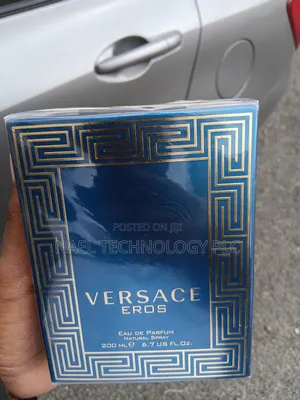 POSTED ON JIJI
NAEL TECHNOLOGY PLC
VERSACE
EROS
EAU DE PARFUM
NATURAL SPRAY
200 ML℮ 6.7 US FL.OZ.